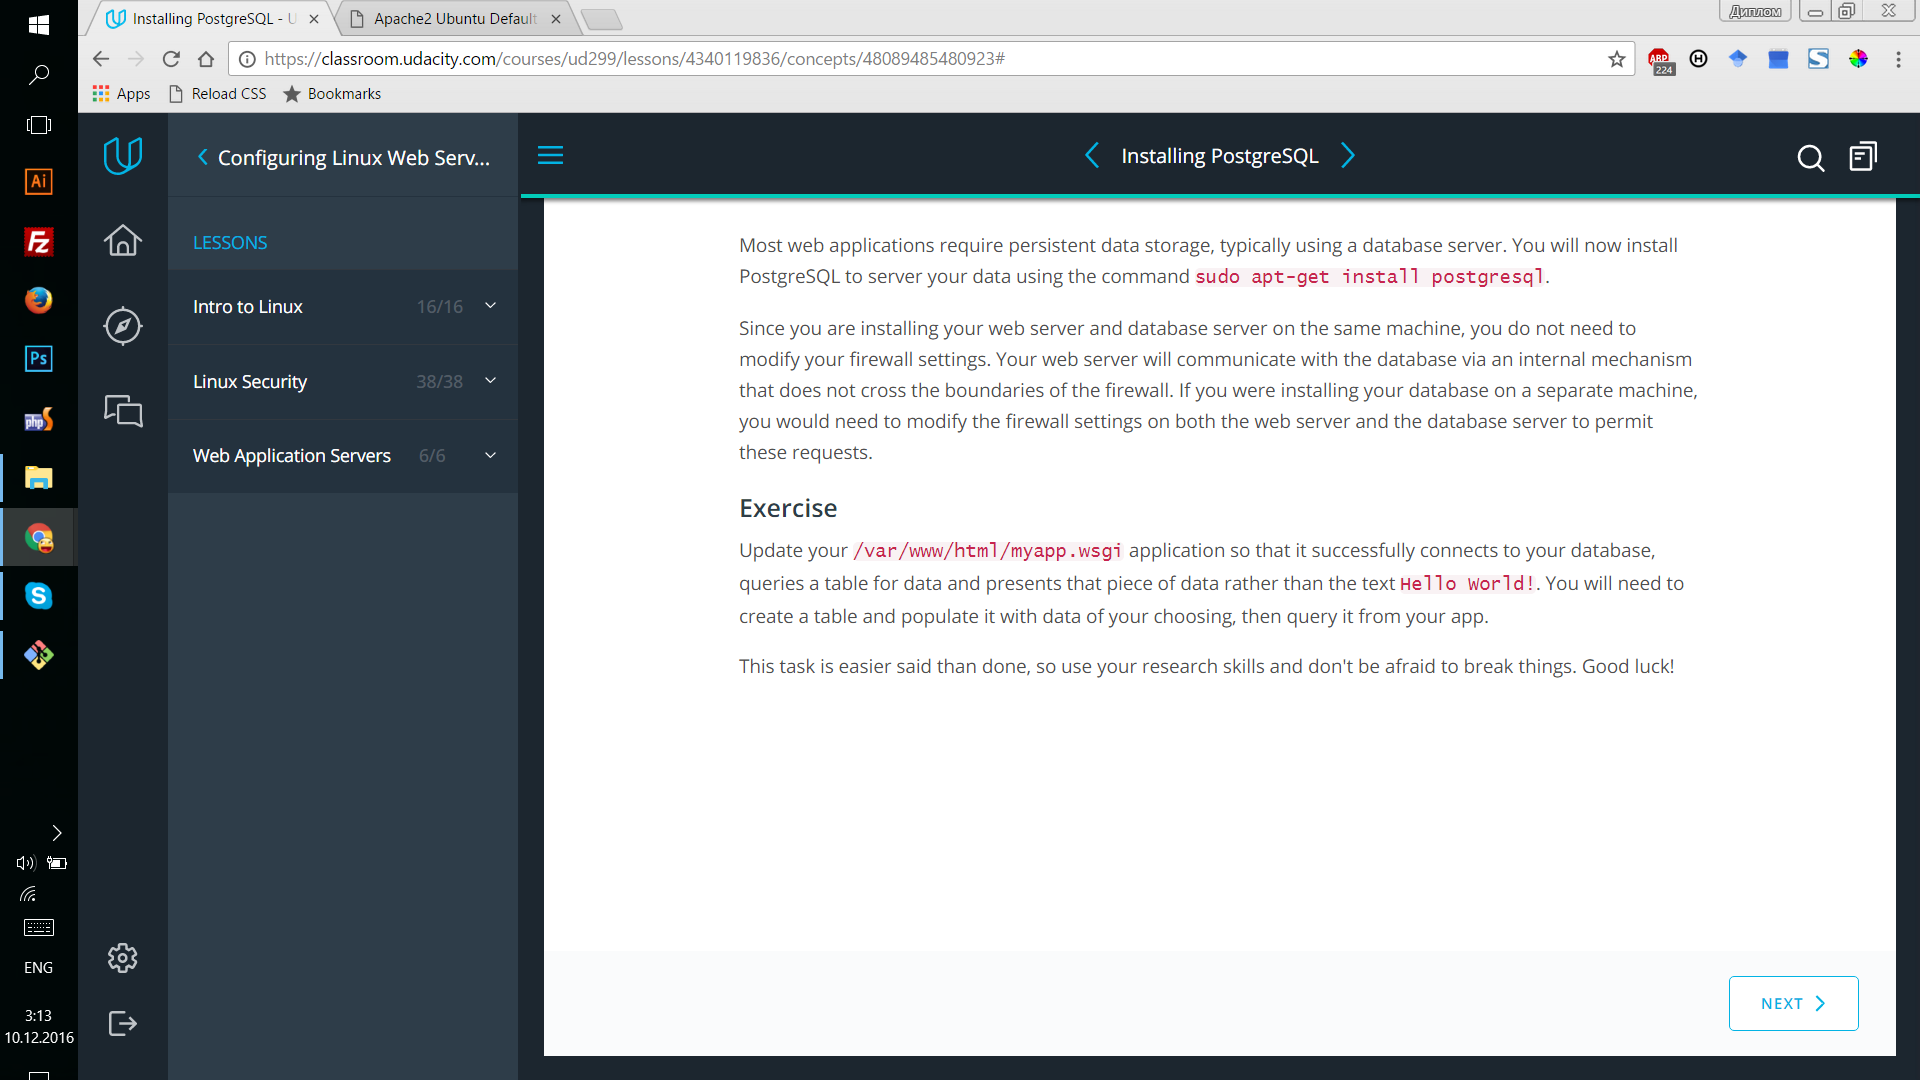 Installing PostgreSQL - U
Apache2 Ubuntu Default
Диплом
https://classroom.udacity.com/courses/ud299/lessons/4340119836/concepts/48089485480923#
ABP
224
H
S
Apps
Reload CSS
Bookmarks
Configuring Linux Web Serv...
Installing PostgreSQL
LESSONS
Intro to Linux 16/16
Linux Security 38/38
Web Application Servers 6/6
Most web applications require persistent data storage, typically using a database server. You will now install
PostgreSQL to server your data using the command sudo apt-get install postgresql.
Since you are installing your web server and database server on the same machine, you do not need to
modify your firewall settings. Your web server will communicate with the database via an internal mechanism
that does not cross the boundaries of the firewall. If you were installing your database on a separate machine,
you would need to modify the firewall settings on both the web server and the database server to permit
these requests.
Exercise
Update your /var/www/html/myapp.wsgi application so that it successfully connects to your database,
queries a table for data and presents that piece of data rather than the text Hello World!. You will need to
create a table and populate it with data of your choosing, then query it from your app.
This task is easier said than done, so use your research skills and don't be afraid to break things. Good luck!
NEXT
Ai
Fz
Ps
php
S
ENG
3:13
10.12.2016